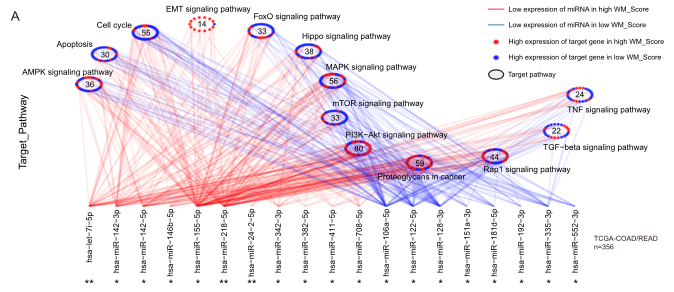 A
EMT signaling pathway
14
Cell cycle
55
FoxO signaling pathway
33
Hippo signaling pathway
38
Apoptosis
30
AMPK signaling pathway
36
MAPK signaling pathway
56
mTOR signaling pathway
33
PI3K-Akt signaling pathway
80
59
Proteoglycans in cancer
44
Rap1 signaling pathway
24
TNF signaling pathway
22
TGF-beta signaling pathway
Low expression of miRNA in high WM_Score
Low expression of miRNA in low WM_Score
High expression of target gene in high WM_Score
High expression of target gene in low WM_Score
Target pathway
Target_Pathway
hsa-let-7i-5p
hsa-miR-142-3p
hsa-miR-142-5p
hsa-miR-146b-5p
hsa-miR-155-5p
hsa-miR-218-5p
hsa-miR-24-2-5p
hsa-miR-342-3p
hsa-miR-382-5p
hsa-miR-411-5p
hsa-miR-708-5p
hsa-miR-106a-5p
hsa-miR-122-5p
hsa-miR-128-3p
hsa-miR-151a-3p
hsa-miR-181d-5p
hsa-miR-192-3p
hsa-miR-335-3p
hsa-miR-552-3p
TCGA-COAD/READ
n=356
** * * * * ** ** * * * * * * * * * * * *